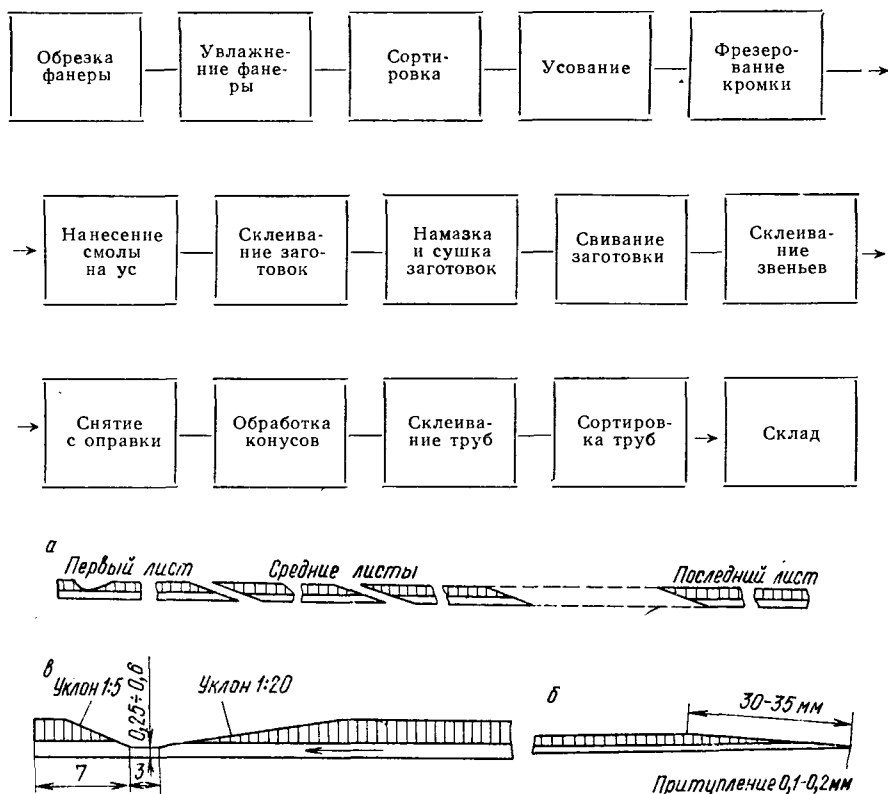 Обрезка
фанеры
Увлажне-
ние фане-
ры
Сорти-
ровка
Усование
Фрезеро-
вание
кромки
Нанесение
смолы
на ус
Склеива-
ние заго-
товок
Намазка
и сушка
заготовок
Свивание
заготовки
Склеивание
звеньев
Снятие
с оправки
Обработка
конусов
Склеива-
ние труб
Сортиров-
ка труб
Склад
а
Первый лист
Средние листы
Последний лист
в
Уклон 1:5
0,25÷0,6
Уклон 1:20
7
3
б
30-35 мм
Притупление 0,1-0,2мм